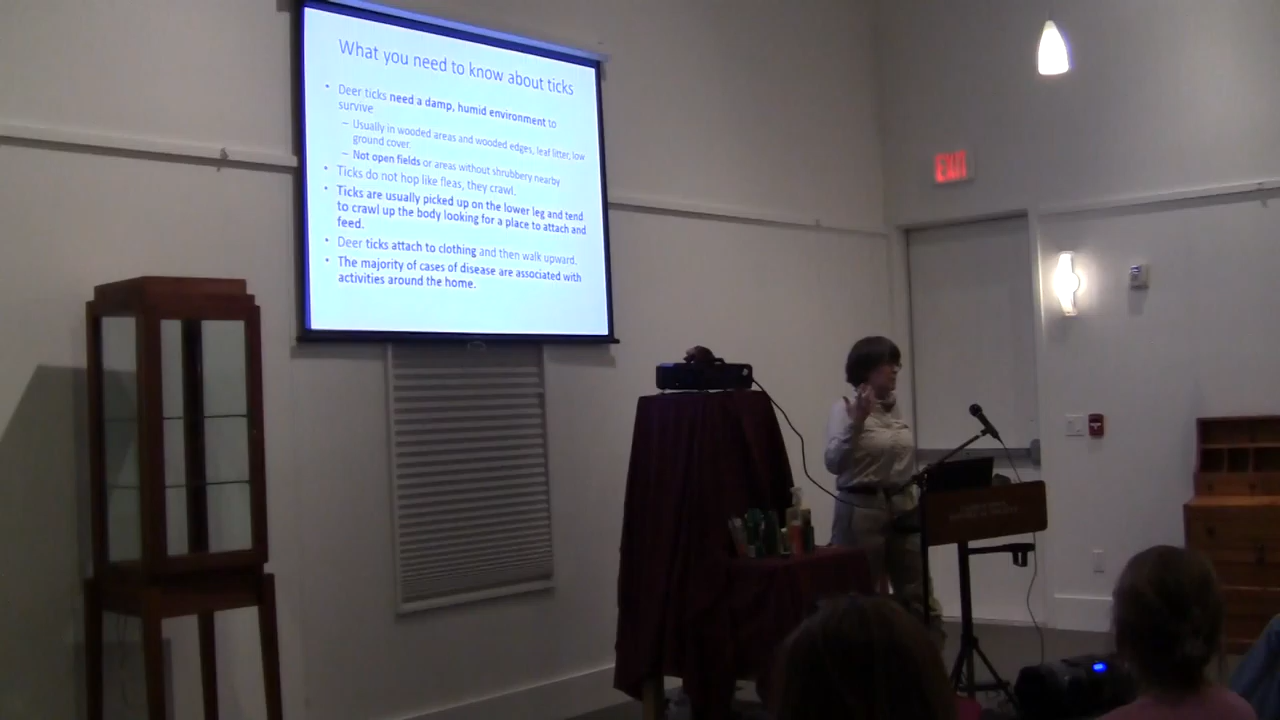 What you need to know about ticks
• Deer ticks need a damp, humid environment to
survive
– Usually in wooded areas and wooded edges, leaf litter, low
ground cover.
– Not open fields or areas without shrubbery nearby
• Ticks do not hop like fleas, they crawl.
• Ticks are usually picked up on the lower leg and tend
to crawl up the body looking for a place to attach and
feed.
• Deer ticks attach to clothing and then walk upward.
• The majority of cases of disease are associated with
activities around the home.
EXIT